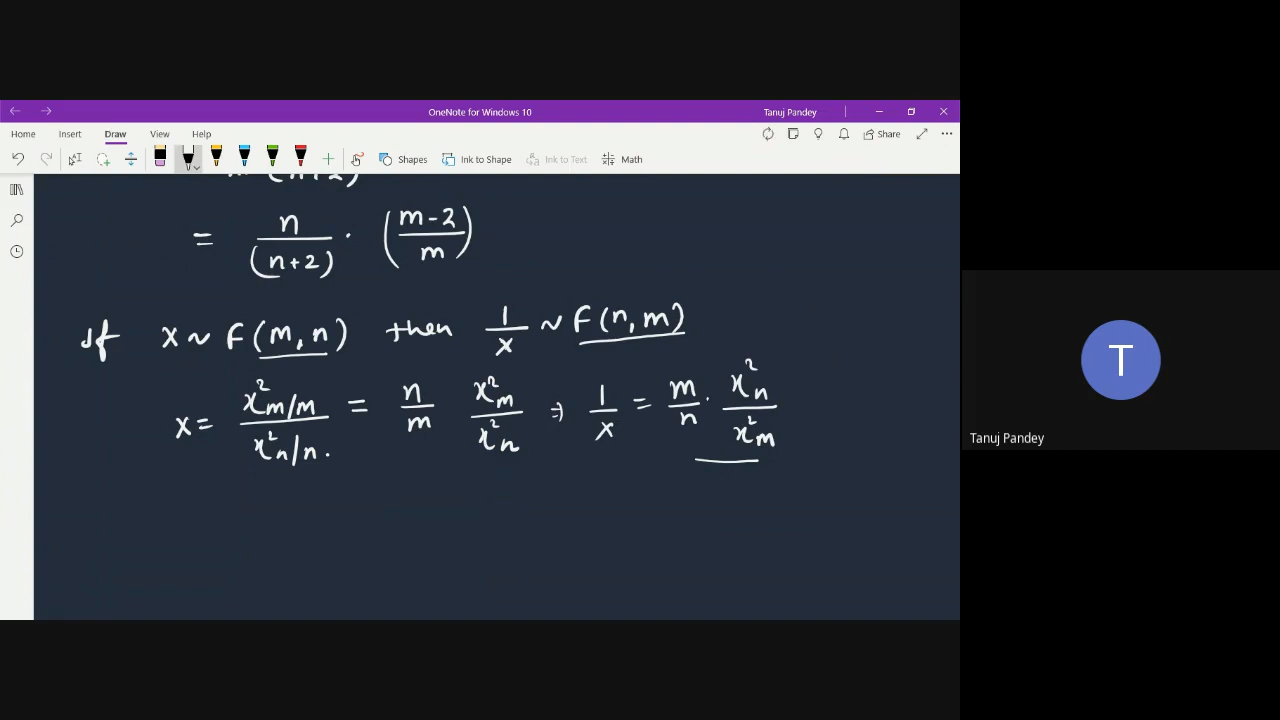 OneNote for Windows 10
Tanuj Pandey
Home Insert Draw View Help
Share
Shapes Ink to Shape Ink to Text Math
= n/(n+2) · ((m-2)/m)
If X ~ F(m, n) then 1/X ~ F(n, m)
X = (χ²m/m)/(χ²n/n) = n/m χ²m/χ²n ⇒ 1/X = m/n · χ²n/χ²m
T
Tanuj Pandey